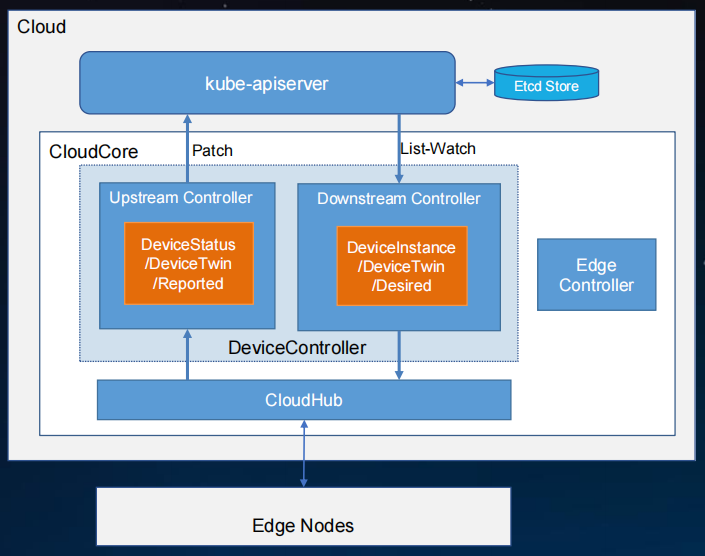 Cloud
kube-apiserver
Etcd Store
CloudCore
Patch
List-Watch
Upstream Controller
Downstream Controller
DeviceStatus
/DeviceTwin
/Reported
DeviceInstance
/DeviceTwin
/Desired
Edge
Controller
DeviceController
CloudHub
Edge Nodes